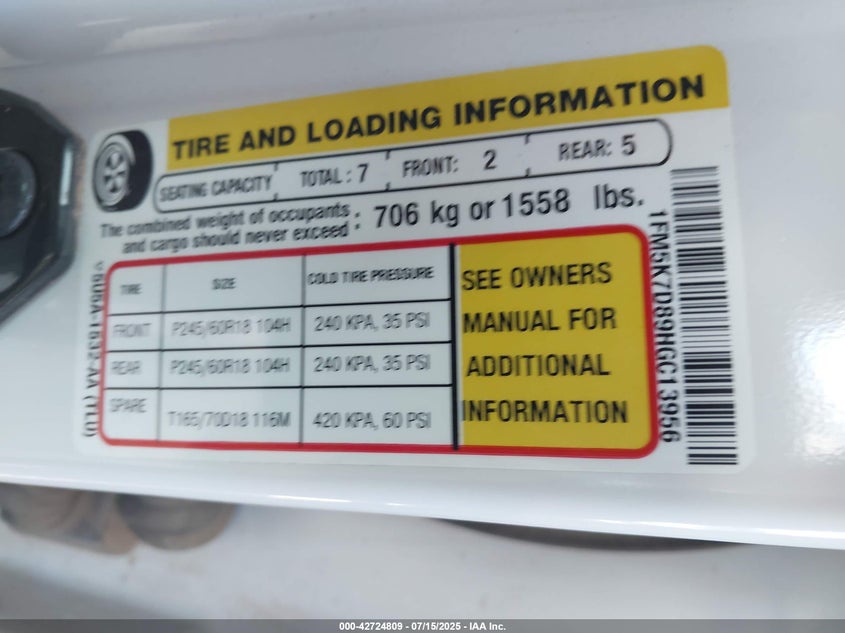 TIRE AND LOADING INFORMATION
SEATING CAPACITY TOTAL: 7 FRONT: 2 REAR: 5
The combined weight of occupants and cargo should never exceed: 706 kg or 1558 lbs.
TIRE SIZE COLD TIRE PRESSURE
FRONT P245/60R18 104H 240 KPA, 35 PSI
REAR P245/60R18 104H 240 KPA, 35 PSI
SPARE T165/70D18 116M 420 KPA, 60 PSI
SEE OWNERS
MANUAL FOR
ADDITIONAL
INFORMATION
1FM5K7D89HGC13956
000-42724809 - 07/15/2025 - IAA Inc.